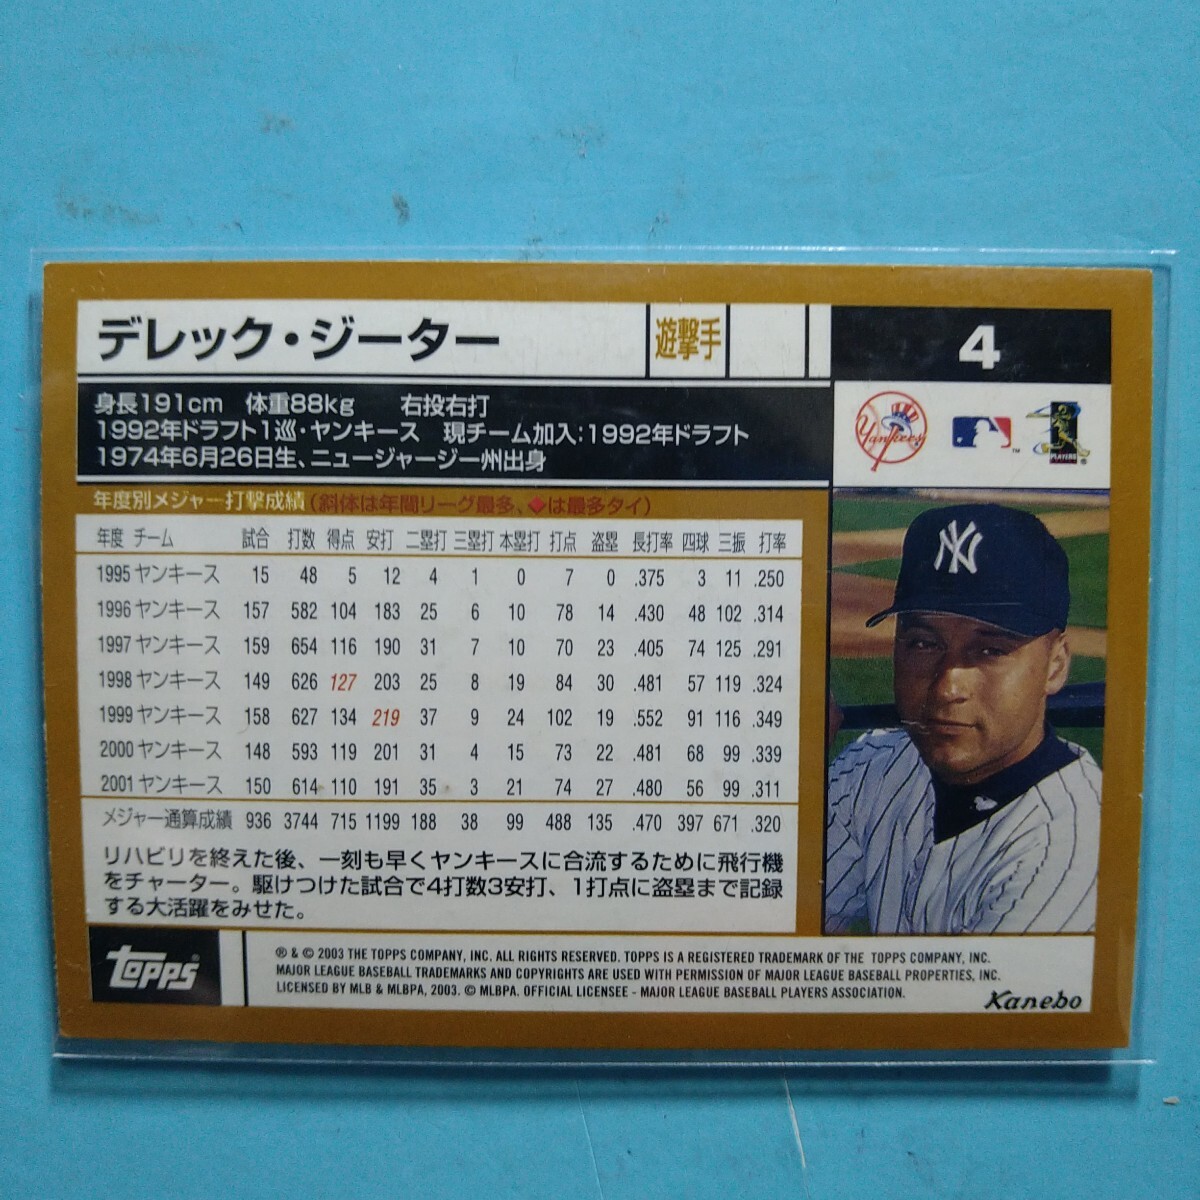 デレック・ジーター
遊撃手
4
身長191cm 体重88kg 右投右打
1992年ドラフト1巡・ヤンキース 現チーム加入:1992年ドラフト
1974年6月26日生、ニュージャージー州出身
Yankees
PLAYERS
年度別メジャー打撃成績(斜体は年間リーグ最多、◆は最多タイ)
年度 チーム 試合 打数 得点 安打 二塁打 三塁打 本塁打 打点 盗塁 長打率 四球 三振 打率
1995 ヤンキース 15 48 5 12 4 1 0 7 0 .375 3 11 .250
1996 ヤンキース 157 582 104 183 25 6 10 78 14 .430 48 102 .314
1997 ヤンキース 159 654 116 190 31 7 10 70 23 .405 74 125 .291
1998 ヤンキース 149 626 127 203 25 8 19 84 30 .481 57 119 .324
1999 ヤンキース 158 627 134 219 37 9 24 102 19 .552 91 116 .349
2000 ヤンキース 148 593 119 201 31 4 15 73 22 .481 68 99 .339
2001 ヤンキース 150 614 110 191 35 3 21 74 27 .480 56 99 .311
メジャー通算成績 936 3744 715 1199 188 38 99 488 135 .470 397 671 .320
リハビリを終えた後、一刻も早くヤンキースに合流するために飛行機
をチャーター。駆けつけた試合で4打数3安打、1打点に盗塁まで記録
する大活躍をみせた。
NY
topps®
® & © 2003 THE TOPPS COMPANY, INC. ALL RIGHTS RESERVED. TOPPS IS A REGISTERED TRADEMARK OF THE TOPPS COMPANY, INC.
MAJOR LEAGUE BASEBALL TRADEMARKS AND COPYRIGHTS ARE USED WITH PERMISSION OF MAJOR LEAGUE BASEBALL PROPERTIES, INC.
LICENSED BY MLB & MLBPA, 2003. © MLBPA. OFFICIAL LICENSEE - MAJOR LEAGUE BASEBALL PLAYERS ASSOCIATION.
Kanebo